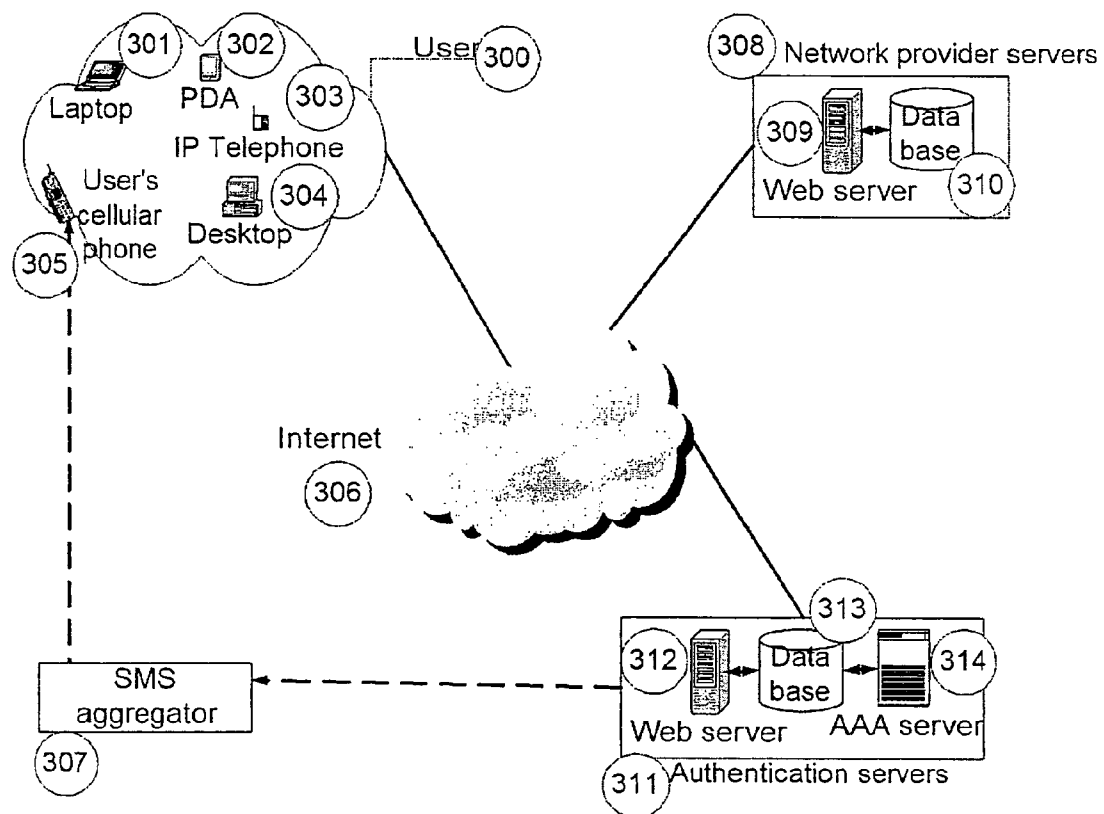 301
302
User
300
Laptop
PDA
303
IP Telephone
User's
cellular
phone
304
Desktop
305
308
Network provider servers
309
Data
base
Web server
310
Internet
306
313
312
Data
base
314
Web server
AAA server
311
Authentication servers
SMS
aggregator
307